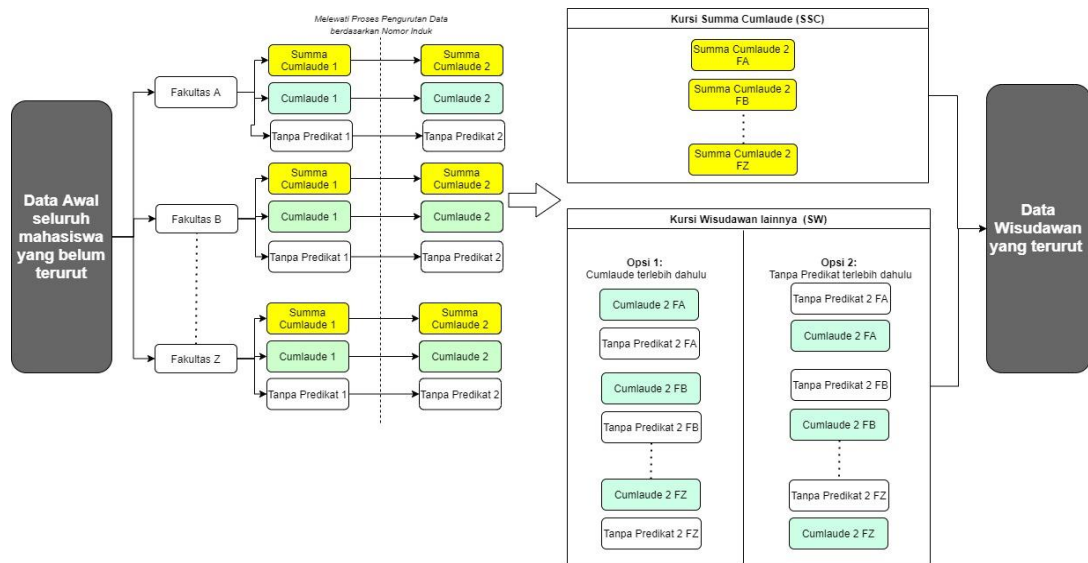 Data Awal
seluruh
mahasiswa
yang belum
terurut
Melewati Proses Pengurutan Data
berdasarkan Nomor Induk
Fakultas A
Summa
Cumlaude 1
Summa
Cumlaude 2
Cumlaude 1
Cumlaude 2
Tanpa Predikat 1
Tanpa Predikat 2
Fakultas B
Summa
Cumlaude 1
Summa
Cumlaude 2
Cumlaude 1
Cumlaude 2
Tanpa Predikat 1
Tanpa Predikat 2
Fakultas Z
Summa
Cumlaude 1
Summa
Cumlaude 2
Cumlaude 1
Cumlaude 2
Tanpa Predikat 1
Tanpa Predikat 2
Kursi Summa Cumlaude (SSC)
Summa Cumlaude 2
FA
Summa Cumlaude 2
FB
Summa Cumlaude 2
FZ
Kursi Wisudawan lainnya (SW)
Opsi 1:
Cumlaude terlebih dahulu
Cumlaude 2 FA
Tanpa Predikat 2 FA
Cumlaude 2 FB
Tanpa Predikat 2 FB
Cumlaude 2 FZ
Tanpa Predikat 2 FZ
Opsi 2:
Tanpa Predikat terlebih dahulu
Tanpa Predikat 2 FA
Cumlaude 2 FA
Tanpa Predikat 2 FB
Cumlaude 2 FB
Tanpa Predikat 2 FZ
Cumlaude 2 FZ
Data
Wisudawan
yang terurut